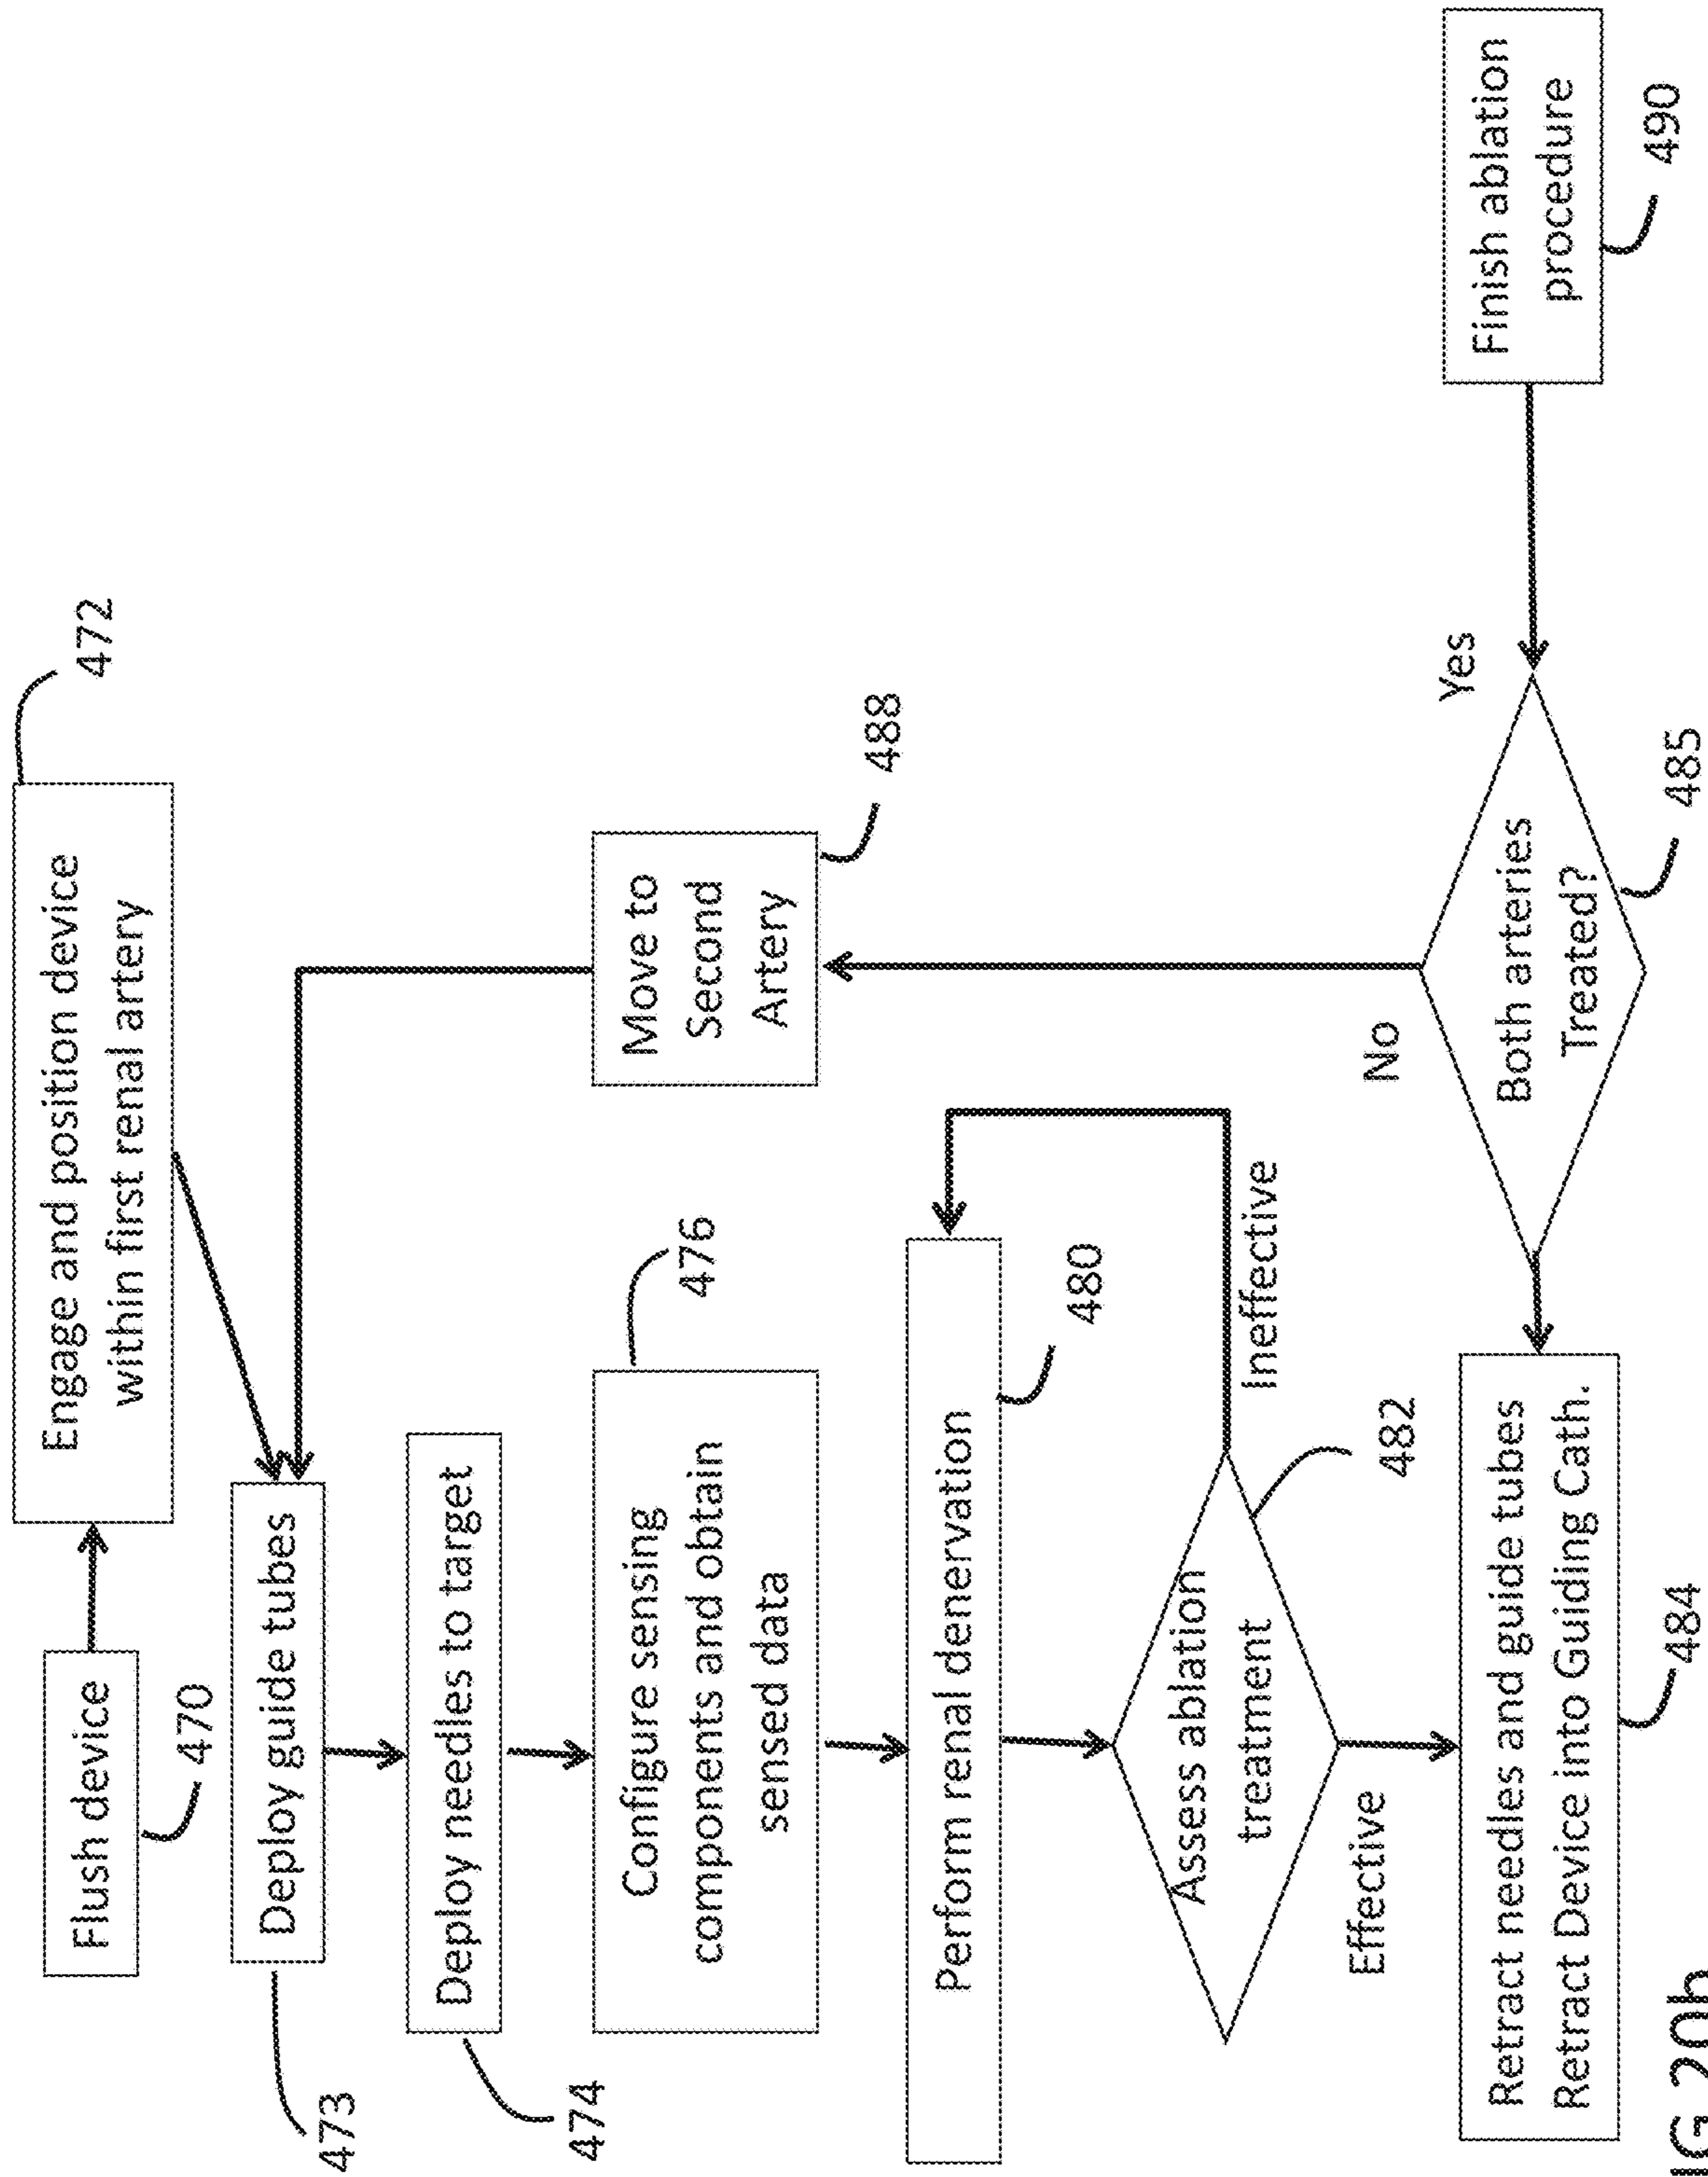 Flush device
470
Engage and position device
within first renal artery
472
473
Deploy guide tubes
474
Deploy needles to target
Configure sensing
components and obtain
sensed data
476
Move to
Second
Artery
488
Perform renal denervation
480
Assess ablation
treatment
482
Ineffective
Effective
Retract needles and guide tubes
Retract Device into Guiding Cath.
484
No
Both arteries
Treated?
485
Yes
Finish ablation
procedure
490